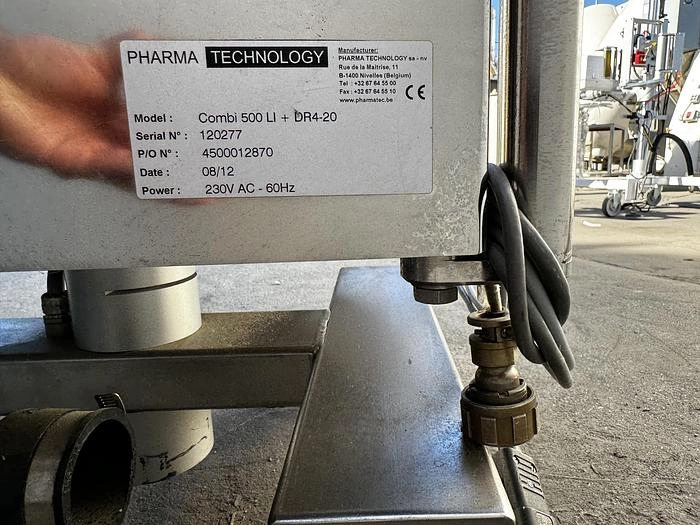 PHARMA TECHNOLOGY
Manufacturer:
PHARMA TECHNOLOGY sa - nv
Rue de la Maîtrise, 11
B-1400 Nivelles (Belgium)
Tel : +32 67 64 55 00
Fax : +32 67 64 55 10
www.pharmatec.be
CE
Model : Combi 500 LI + DR4-20
Serial N° : 120277
P/O N° : 4500012870
Date : 08/12
Power : 230V AC - 60Hz